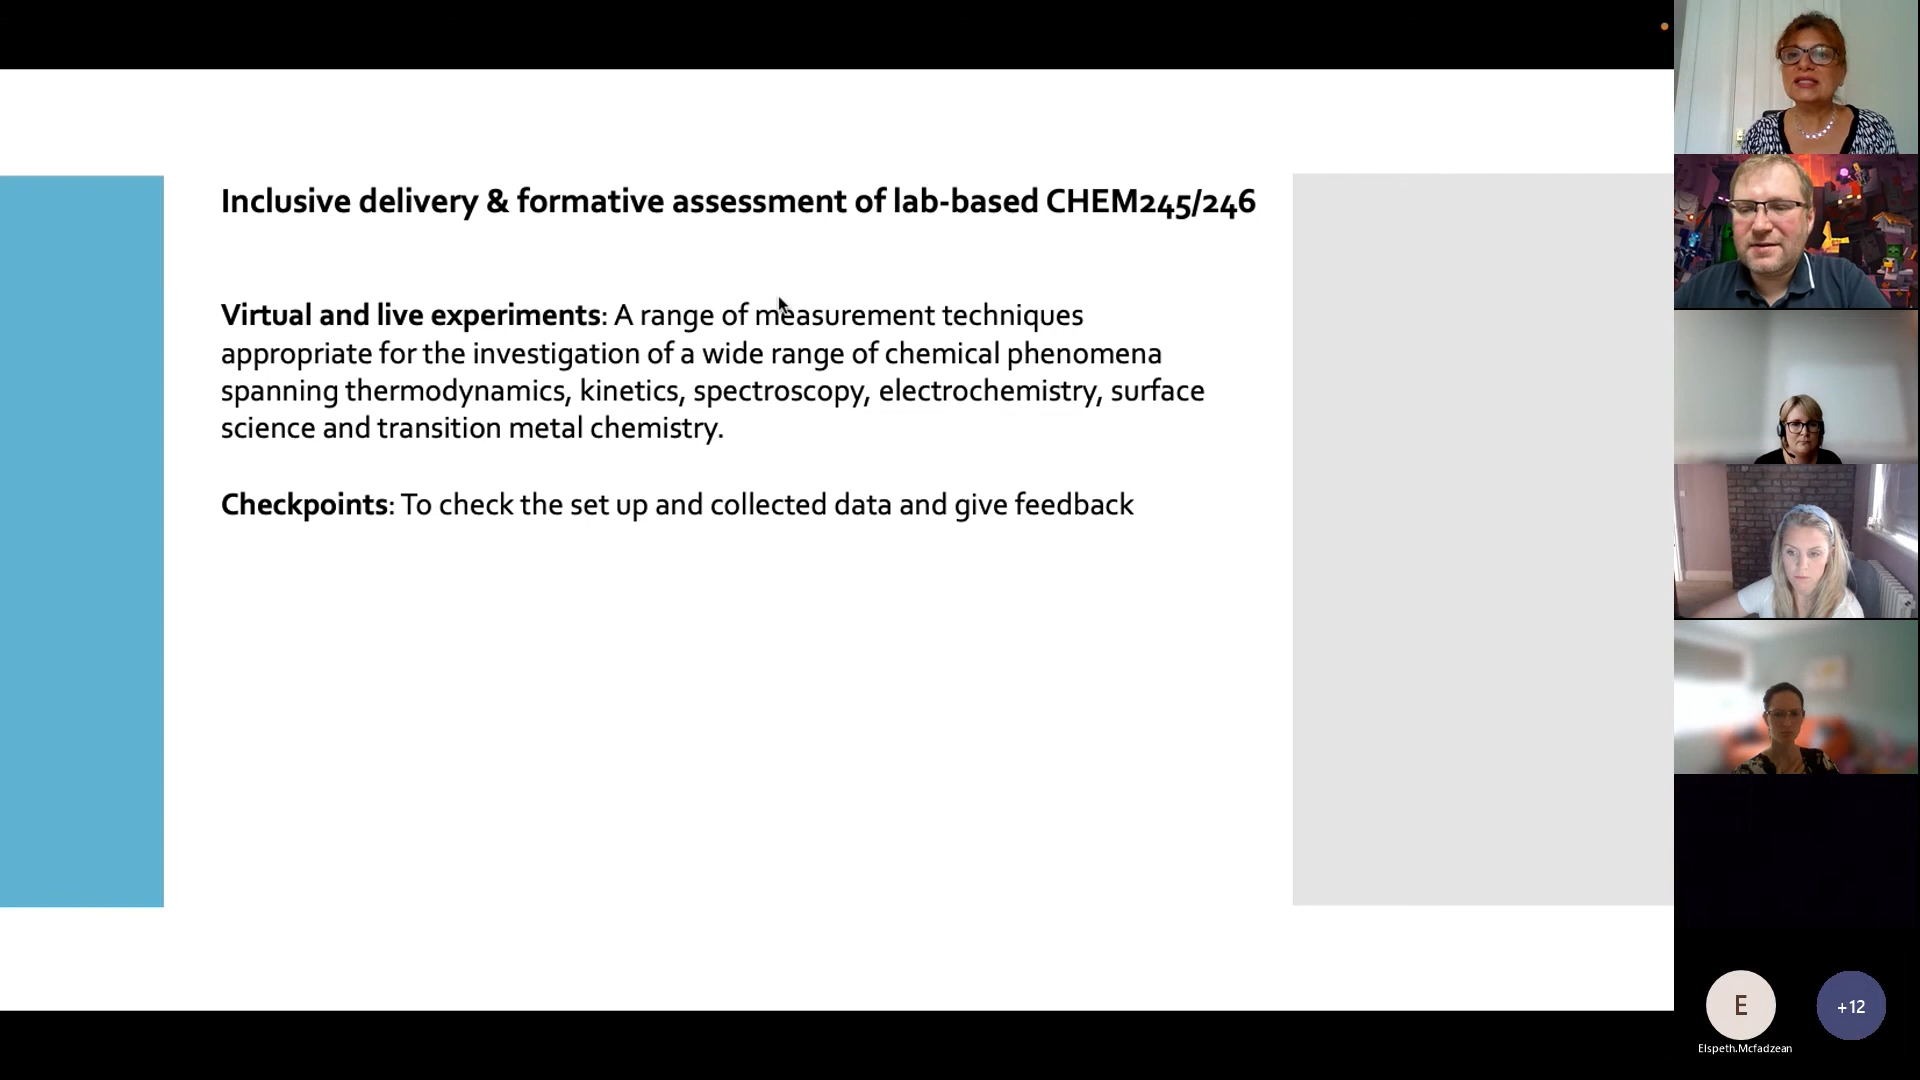 Inclusive delivery & formative assessment of lab-based CHEM245/246
Virtual and live experiments: A range of measurement techniques
appropriate for the investigation of a wide range of chemical phenomena
spanning thermodynamics, kinetics, spectroscopy, electrochemistry, surface
science and transition metal chemistry.
Checkpoints: To check the set up and collected data and give feedback
E
+12
Elspeth.Mcfadzean